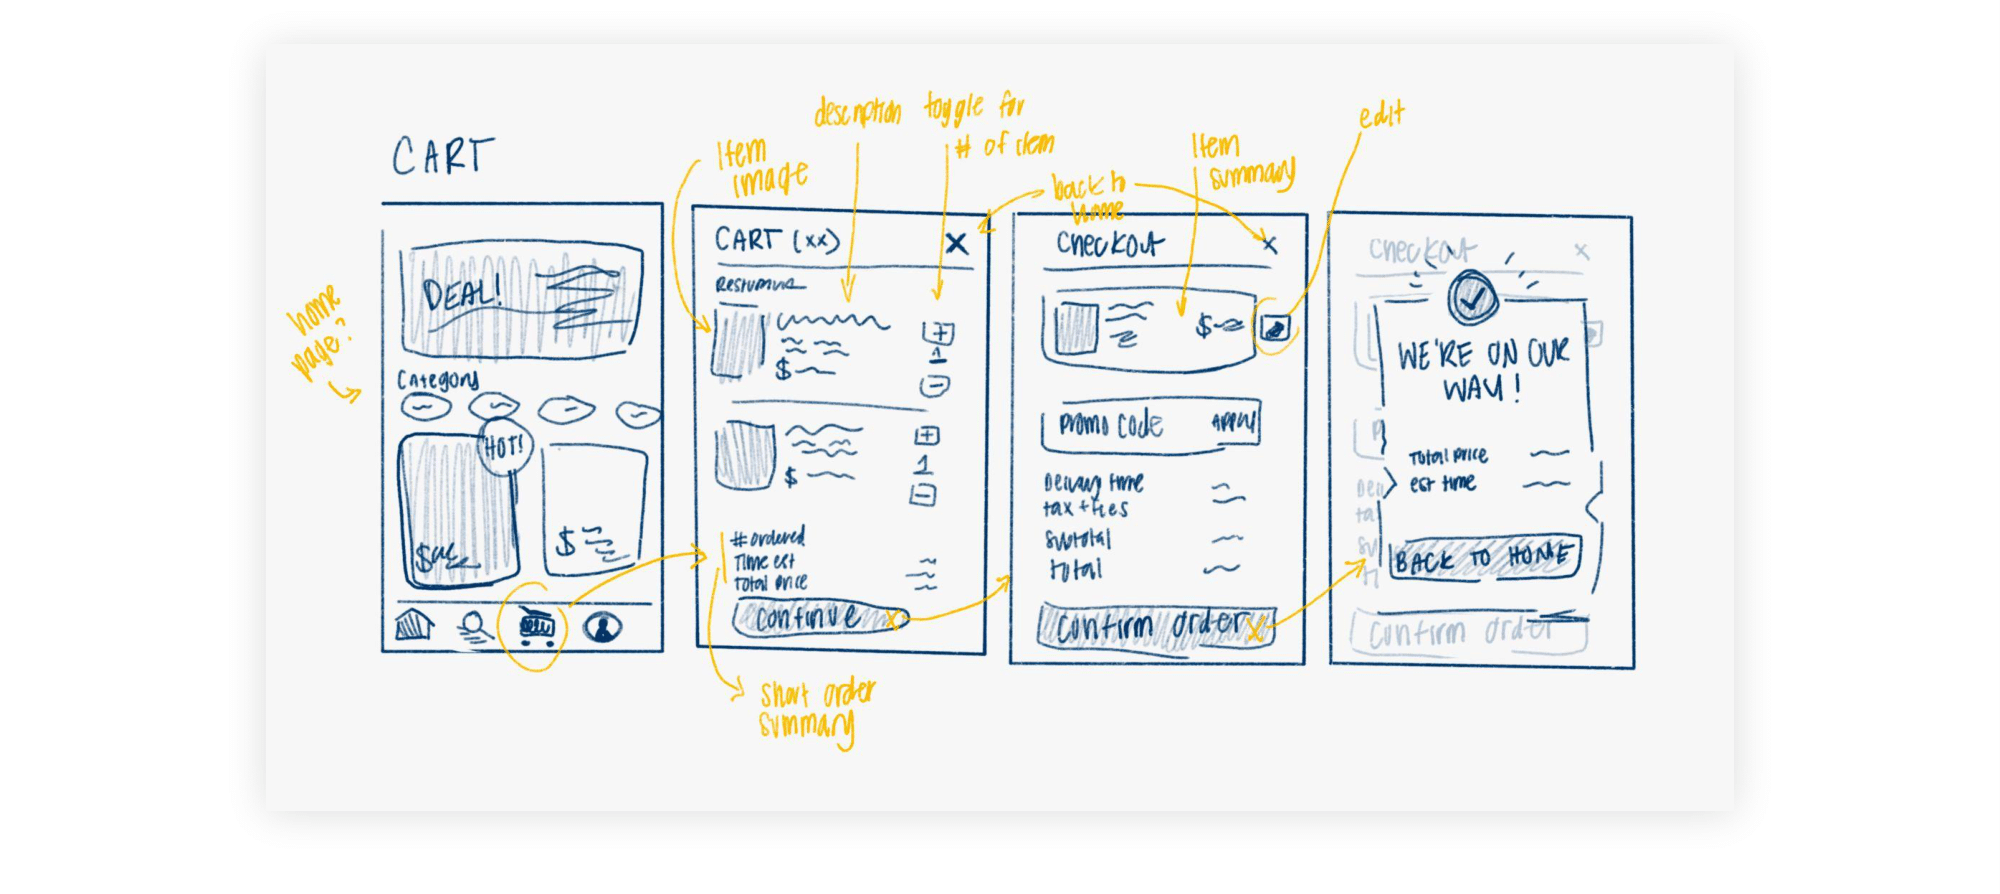 CART
home
page?
DEAL!
Category
HOT!
$
$
Item
image
description
toggle for
# of item
back to
home
CART (xx)
X
$
+
1
-
$
+
1
-
# ordered
Time est
Total price
Continue
short order
summary
Item
summary
edit
Checkout
x
$
Promo Code
APPLY
Delivery time
tax + fees
Subtotal
total
Confirm order
Checkout
x
WE'RE ON OUR
WAY!
Total price
est time
BACK TO HOME
Confirm order